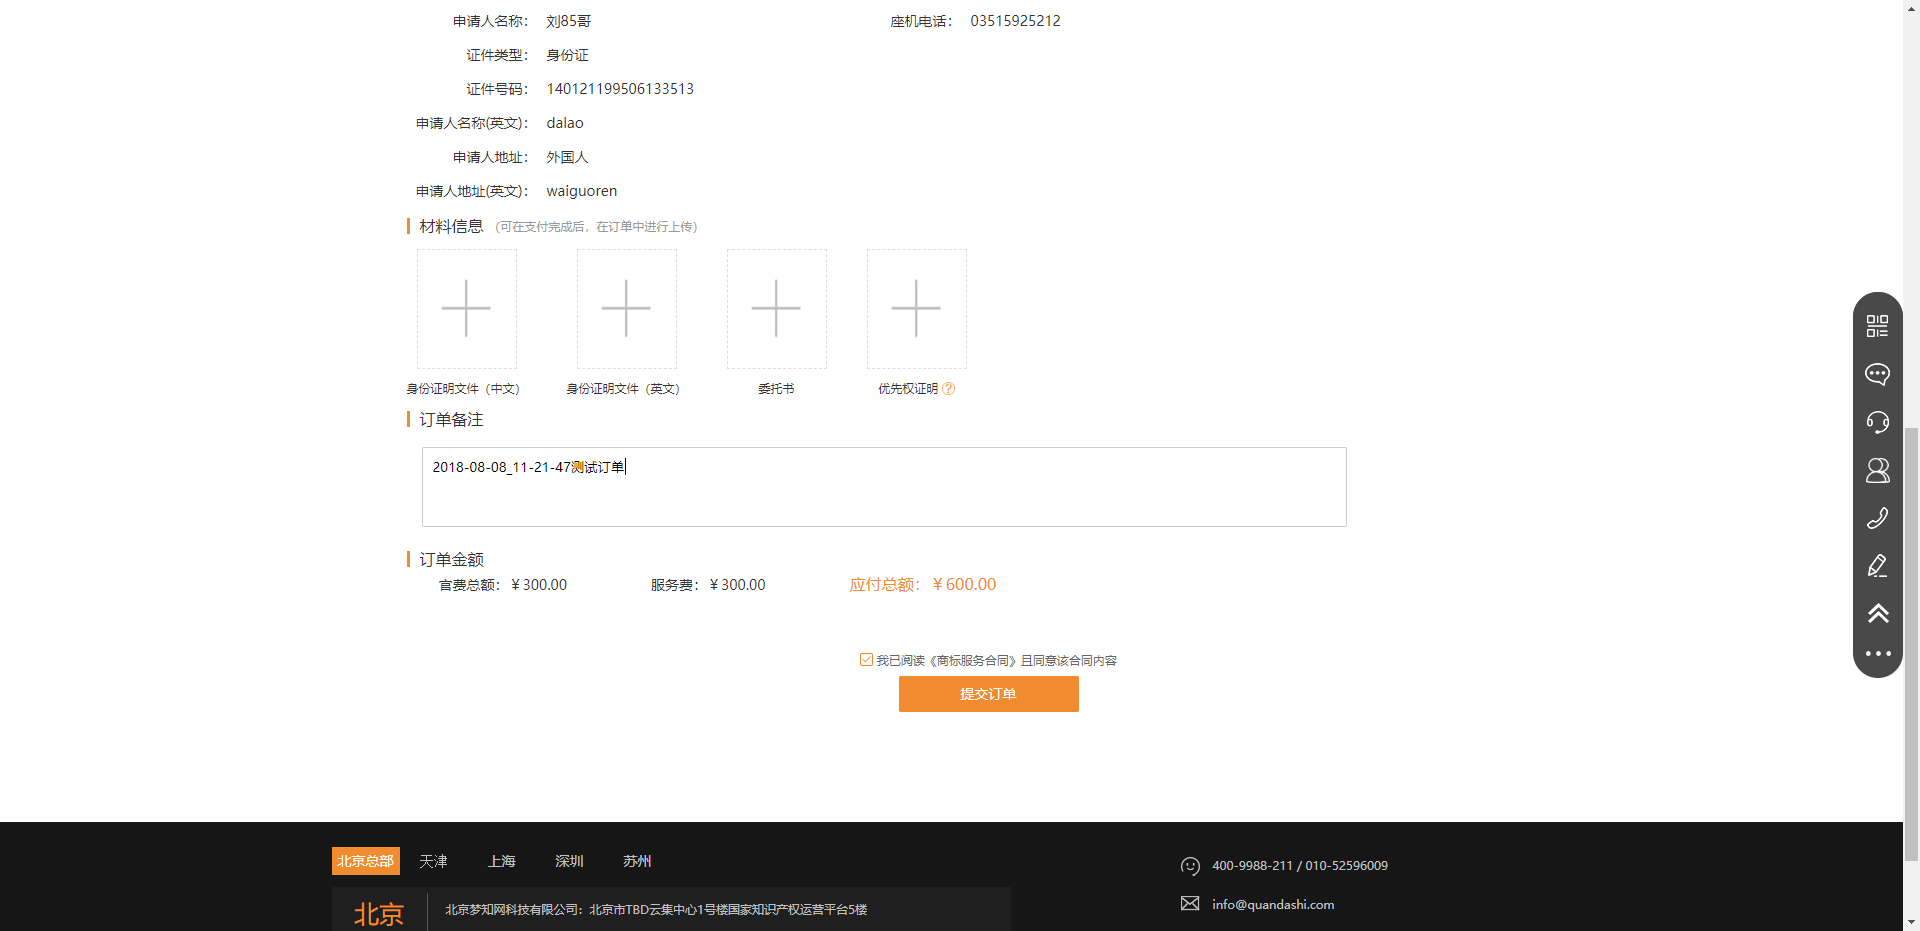 申请人名称： 刘85哥 座机电话： 03515925212
证件类型： 身份证
证件号码： 140121199506133513
申请人名称(英文)： dalao
申请人地址： 外国人
申请人地址(英文)： waiguoren
材料信息 (可在支付完成后，在订单中进行上传)
身份证明文件（中文） 身份证明文件（英文） 委托书 优先权证明 ?
订单备注
2018-08-08_11-21-47测试订单
订单金额
官费总额：￥300.00 服务费：￥300.00 应付总额：￥600.00
我已阅读《商标服务合同》且同意该合同内容
提交订单
北京总部 天津 上海 深圳 苏州
400-9988-211 / 010-52596009
北京 北京梦知网科技有限公司：北京市TBD云集中心1号楼国家知识产权运营平台5楼
info@quandashi.com